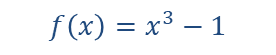 f(x) = x³ − 1